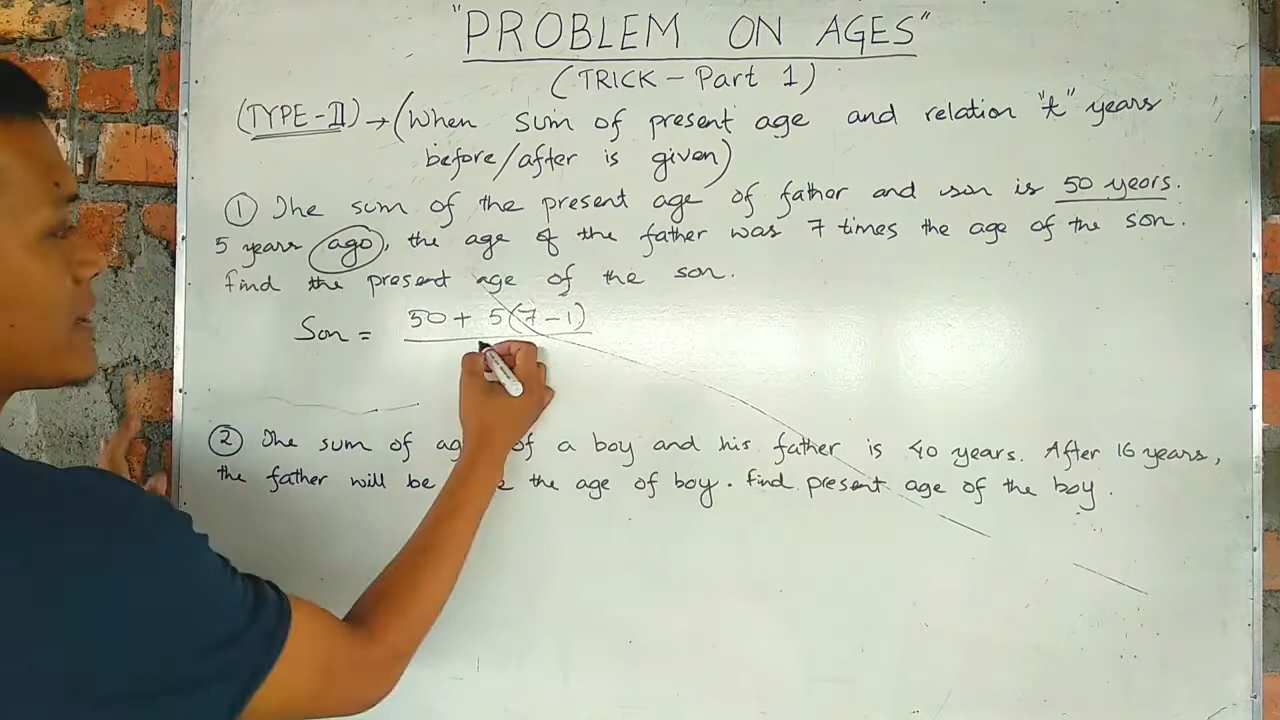 "PROBLEM ON AGES"
(TRICK - Part 1)
(TYPE-II) → (When sum of present age and relation "t" years
before/after is given)
① The sum of the present age of father and son is 50 years.
5 years ago, the age of the father was 7 times the age of the son.
find the present age of the son.
Son = 50 + 5(7-1)
② The sum of of a boy and his father is 40 years. After 16 years,
the father will be the age of boy. find present age of the boy.